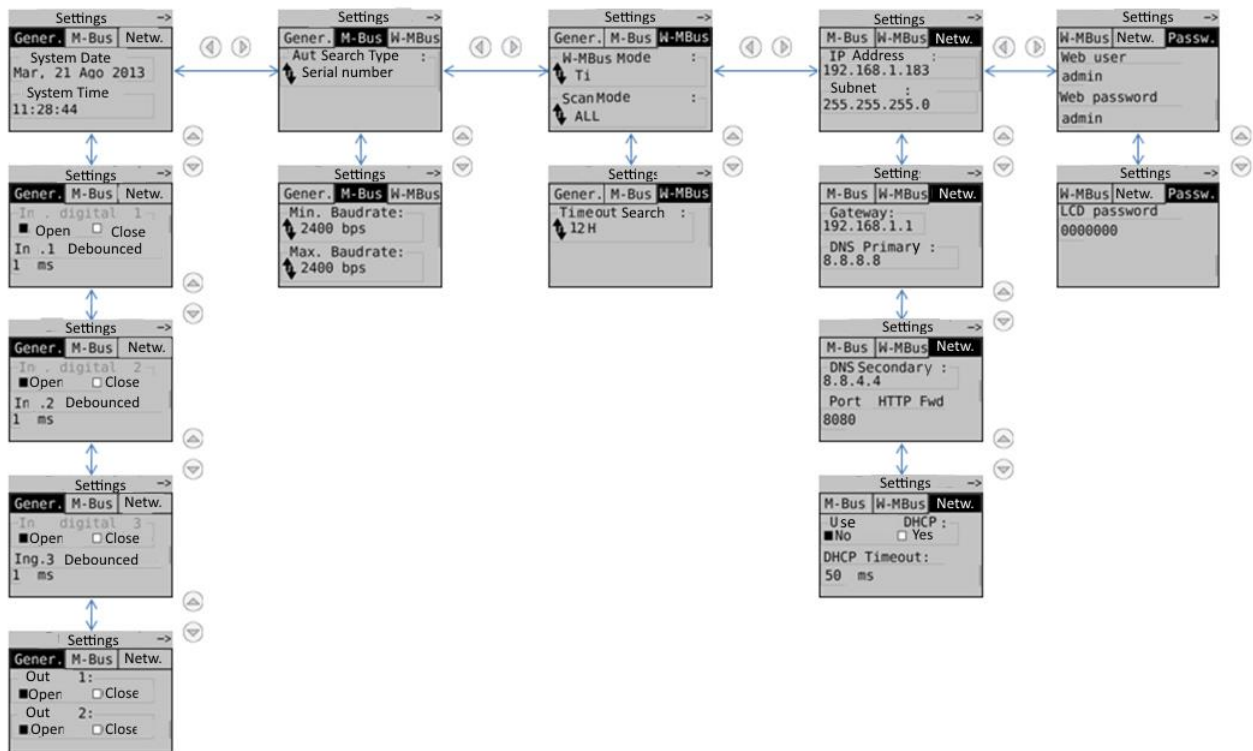 Settings ->
Gener. M-Bus Netw.
System Date
Mar, 21 Ago 2013
System Time
11:28:44
Settings ->
Gener. M-Bus Netw.
In . digital 1
Open Close
In .1 Debounced
1 ms
Settings ->
Gener. M-Bus Netw.
In . digital 2
Open Close
In .2 Debounced
1 ms
Settings ->
Gener. M-Bus Netw.
In digital 3
Open Close
Ing.3 Debounced
1 ms
Settings ->
Gener. M-Bus Netw.
Out 1:
Open Close
Out 2:
Open Close
Settings ->
Gener. M-Bus W-MBus
Aut Search Type :
Serial number
Settings ->
Gener. M-Bus W-MBus
Min. Baudrate:
2400 bps
Max. Baudrate:
2400 bps
Settings ->
Gener. M-Bus W-MBus
W-MBus Mode :
Ti
Scan Mode :
ALL
Settings ->
Gener. M-Bus W-MBus
Timeout Search :
12H
Settings ->
M-Bus W-MBus Netw.
IP Address :
192.168.1.183
Subnet :
255.255.255.0
Setting ->
M-Bus W-MBus Netw.
Gateway:
192.168.1.1
DNS Primary :
8.8.8.8
Settings ->
M-Bus W-MBus Netw.
DNS Secondary :
8.8.4.4
Port HTTP Fwd
8080
Settings ->
M-Bus W-MBus Netw.
Use DHCP :
No Yes
DHCP Timeout:
50 ms
Settings ->
W-MBus Netw. Passw.
Web user
admin
Web password
admin
Settings ->
W-MBus Netw. Passw.
LCD password
0000000